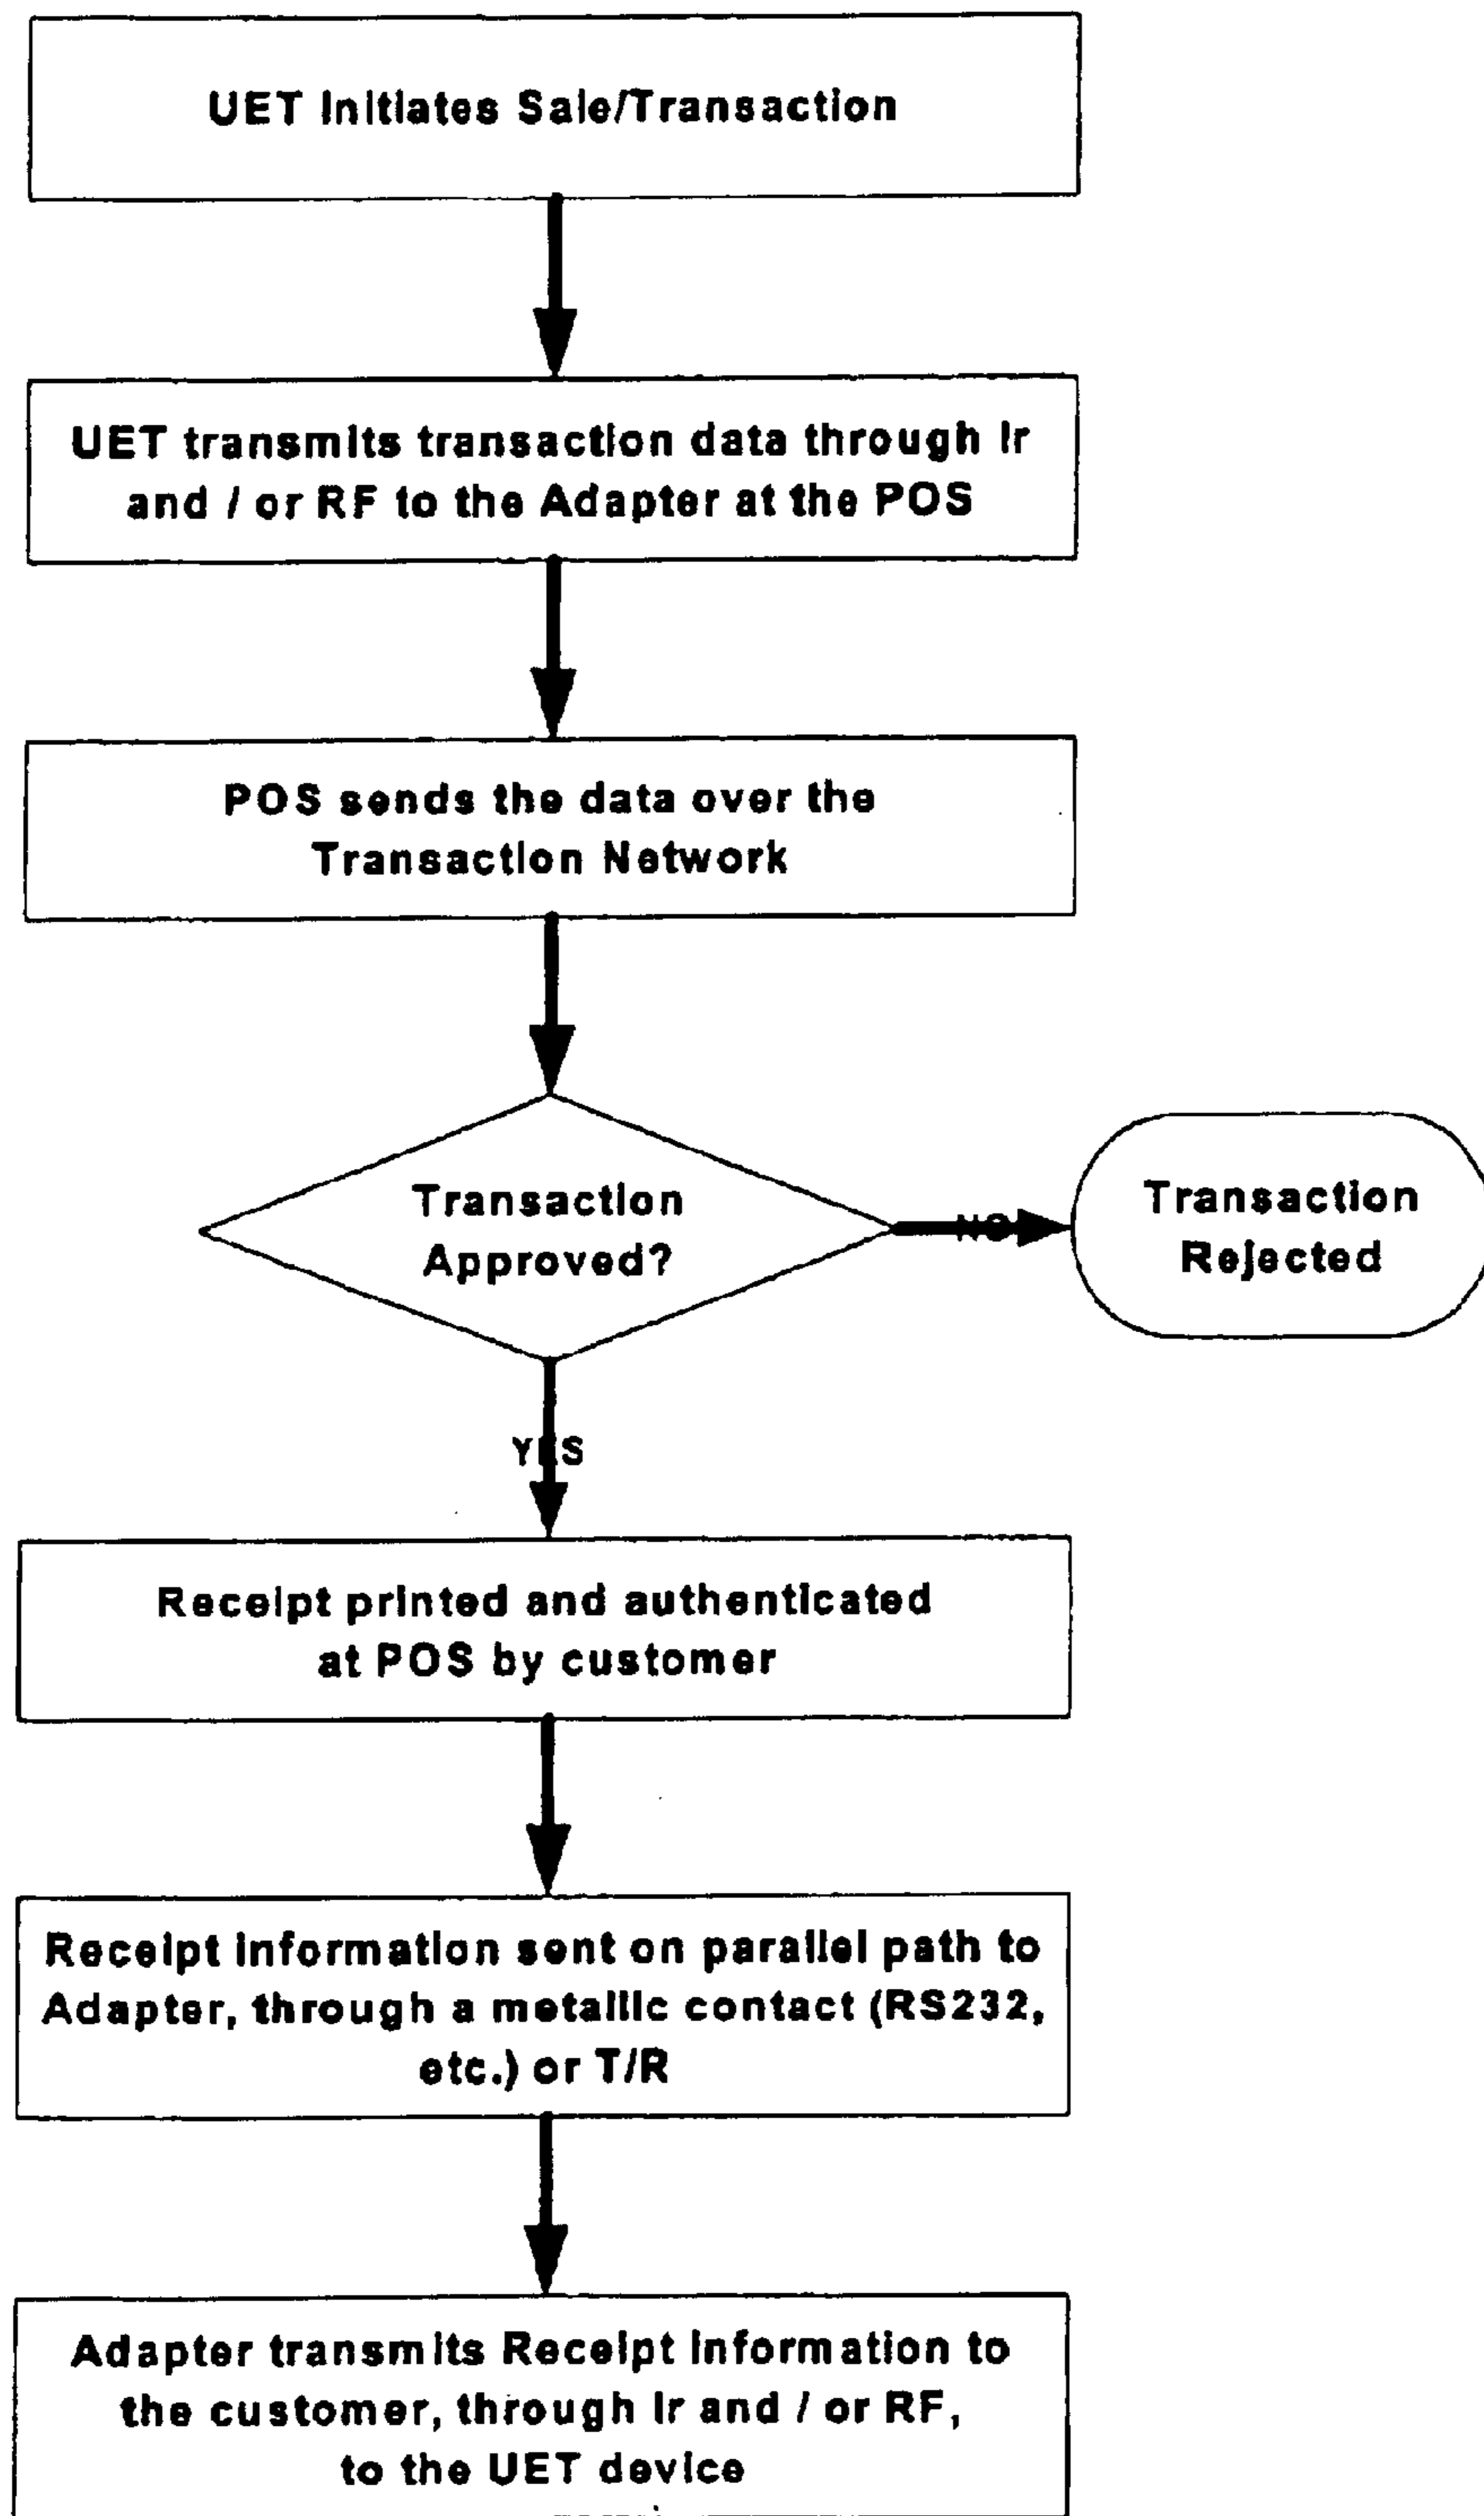 UET Initiates Sale/Transaction
UET transmits transaction data through Ir
and / or RF to the Adapter at the POS
POS sends the data over the
Transaction Network
Transaction
Approved?
NO
Transaction
Rejected
YES
Receipt printed and authenticated
at POS by customer
Receipt information sent on parallel path to
Adapter, through a metallic contact (RS232,
etc.) or T/R
Adapter transmits Receipt Information to
the customer, through Ir and / or RF,
to the UET device